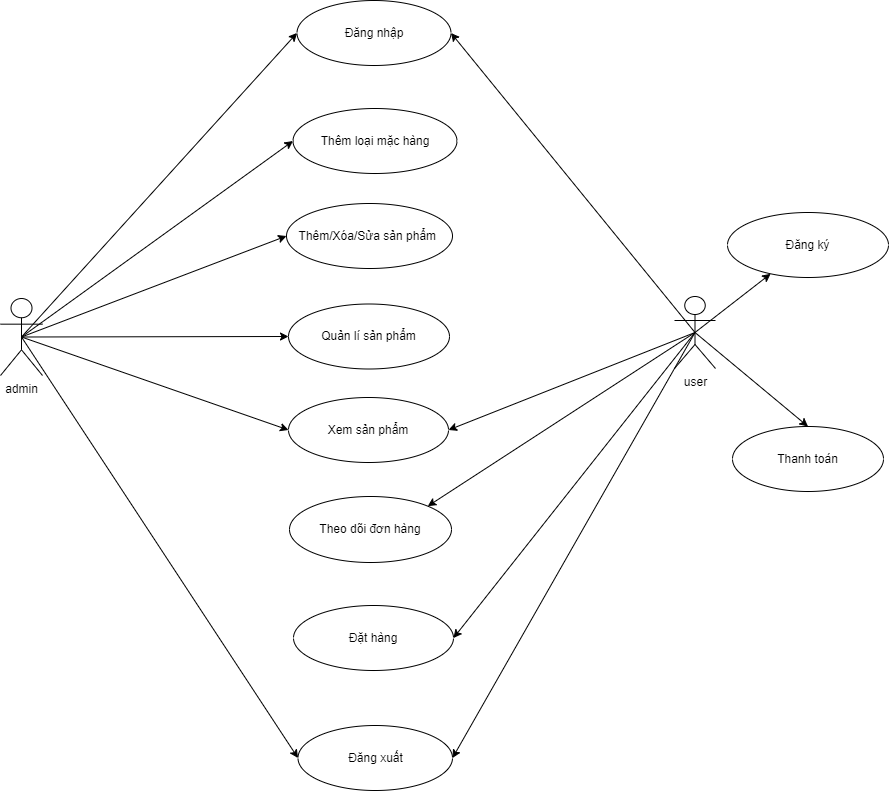 Đăng nhập
Thêm loại mặc hàng
Thêm/Xóa/Sửa sản phẩm
Đăng ký
Quản lí sản phẩm
admin
user
Xem sản phẩm
Thanh toán
Theo dõi đơn hàng
Đặt hàng
Đăng xuất